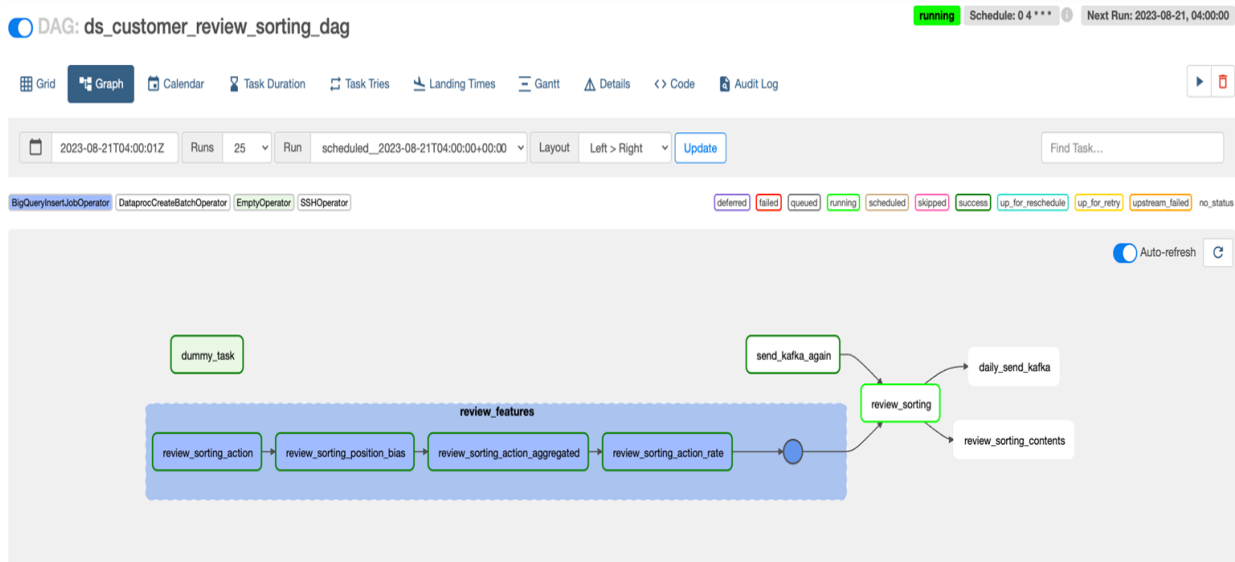 DAG: ds_customer_review_sorting_dag
running Schedule: 0 4 * * * Next Run: 2023-08-21, 04:00:00
Grid Graph Calendar Task Duration Task Tries Landing Times Gantt Details Code Audit Log
2023-08-21T04:00:01Z Runs 25 Run scheduled__2023-08-21T04:00:00+00:00 Layout Left > Right Update Find Task...
BigQueryInsertJobOperator DataprocCreateBatchOperator EmptyOperator SSHOperator deferred failed queued running scheduled skipped success up_for_reschedule up_for_retry upstream_failed no_status
Auto-refresh
dummy_task send_kafka_again
daily_send_kafka
review_sorting
review_features
review_sorting_contents
review_sorting_action review_sorting_position_bias review_sorting_action_aggregated review_sorting_action_rate